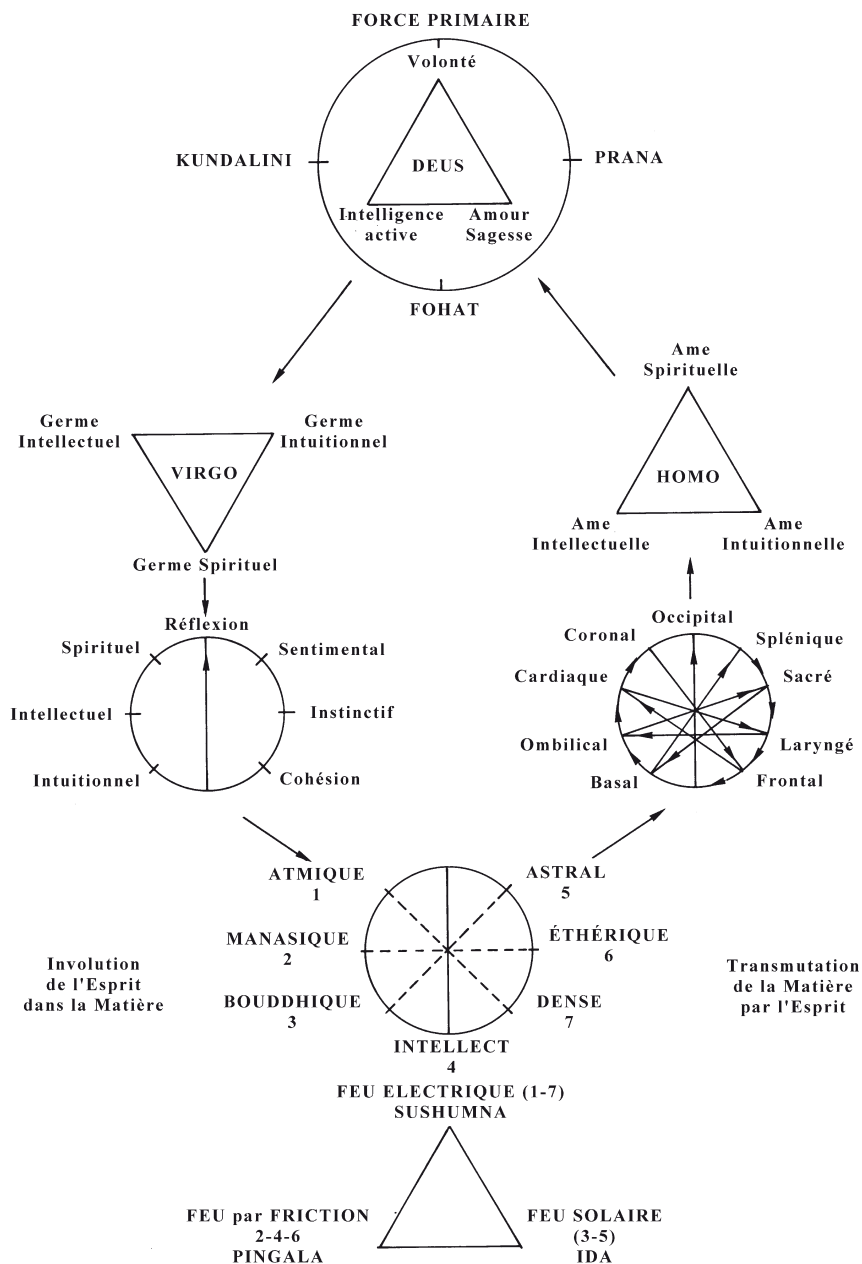 FORCE PRIMAIRE
Volonté
KUNDALINI
DEUS
PRANA
Intelligence
active
Amour
Sagesse
FOHAT
Ame
Spirituelle
Germe
Intellectuel
Germe
Intuitionnel
VIRGO
HOMO
Ame
Intellectuelle
Ame
Intuitionnelle
Germe Spirituel
Réflexion
Spirituel
Sentimental
Intellectuel
Instinctif
Intuitionnel
Cohésion
Occipital
Coronal
Splénique
Cardiaque
Sacré
Ombilical
Laryngé
Basal
Frontal
ATMIQUE
1
ASTRAL
5
MANASIQUE
2
ÉTHÉRIQUE
6
BOUDDHIQUE
3
DENSE
7
INTELLECT
4
Involution
de l'Esprit
dans la Matière
Transmutation
de la Matière
par l'Esprit
FEU ELECTRIQUE (1-7)
SUSHUMNA
FEU par FRICTION
2-4-6
PINGALA
FEU SOLAIRE
(3-5)
IDA